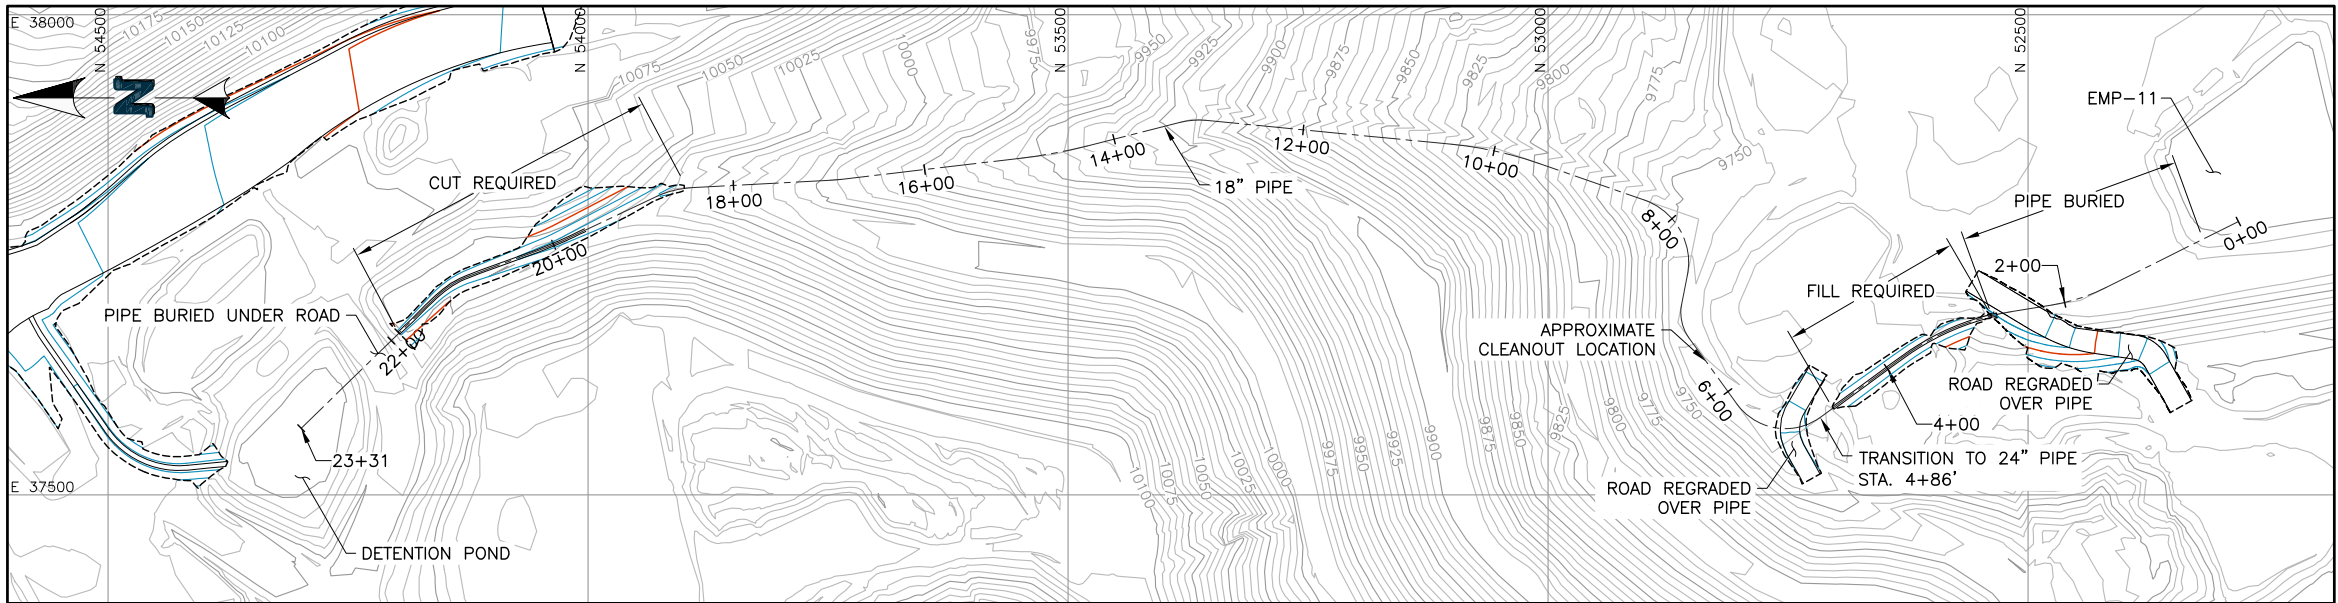 E 38000
N 54500
N 54000
N 53500
N 53000
N 52500
10175
10150
10125
10100
10075
10050
10025
10000
9975
9950
9925
9900
9875
9850
9825
9800
9775
9750
N
EMP-11
CUT REQUIRED
18+00
16+00
14+00
18" PIPE
12+00
10+00
8+00
PIPE BURIED
0+00
2+00
FILL REQUIRED
20+00
PIPE BURIED UNDER ROAD
22+00
APPROXIMATE
CLEANOUT LOCATION
6+00
ROAD REGRADED
OVER PIPE
4+00
TRANSITION TO 24" PIPE
STA. 4+86'
ROAD REGRADED
OVER PIPE
23+31
DETENTION POND
E 37500
10100
10075
10050
10025
10000
9975
9950
9925
9900
9875
9850
9825
9800
9775
9750